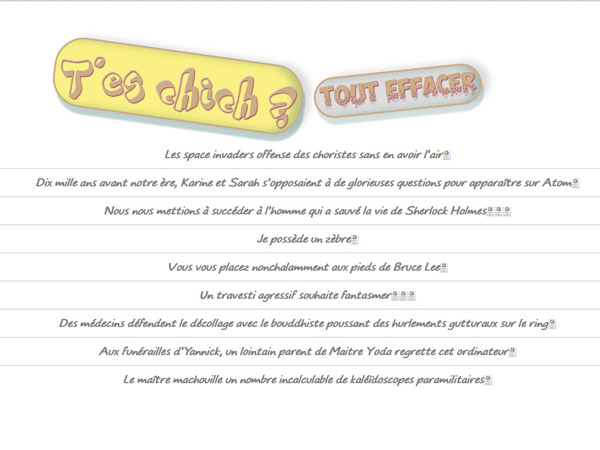 T'es chich ?
TOUT EFFACER
Les space invaders offense des choristes sans en avoir l'air
Dix mille ans avant notre ère, Karine et Sarah s'opposaient à de glorieuses questions pour apparaître sur Atom
Nous nous mettions à succéder à l'homme qui a sauvé la vie de Sherlock Holmes
Je possède un zèbre
Vous vous placez nonchalamment aux pieds de Bruce Lee
Un travesti agressif souhaite fantasmer
Des médecins défendent le décollage avec le bouddhiste poussant des hurlements gutturaux sur le ring
Aux funérailles d'Yannick, un lointain parent de Maitre Yoda regrette cet ordinateur
Le maître machouille un nombre incalculable de kaléidoscopes paramilitaires